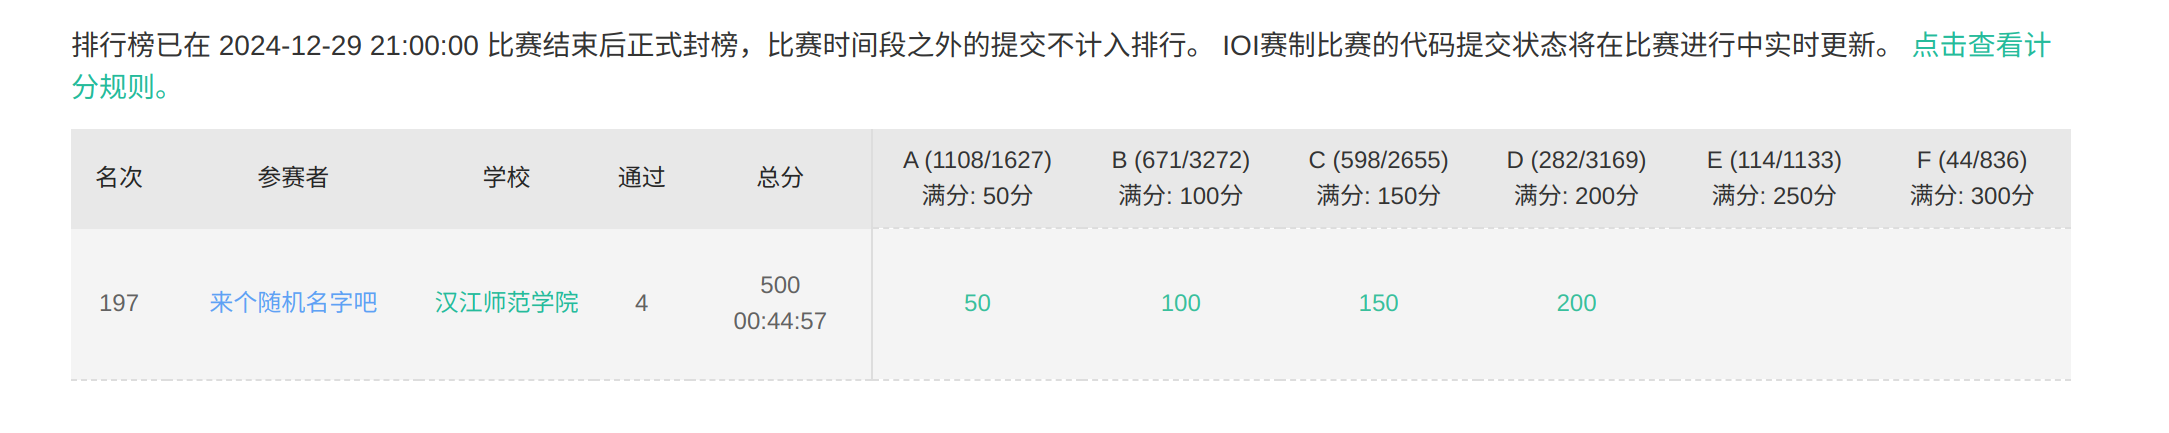 排行榜已在 2024-12-29 21:00:00 比赛结束后正式封榜，比赛时间段之外的提交不计入排行。 IOI赛制比赛的代码提交状态将在比赛进行中实时更新。 点击查看计
分规则。
名次 参赛者 学校 通过 总分 A (1108/1627) B (671/3272) C (598/2655) D (282/3169) E (114/1133) F (44/836)
满分: 50分 满分: 100分 满分: 150分 满分: 200分 满分: 250分 满分: 300分
197 来个随机名字吧 汉江师范学院 4 500 50 100 150 200
00:44:57